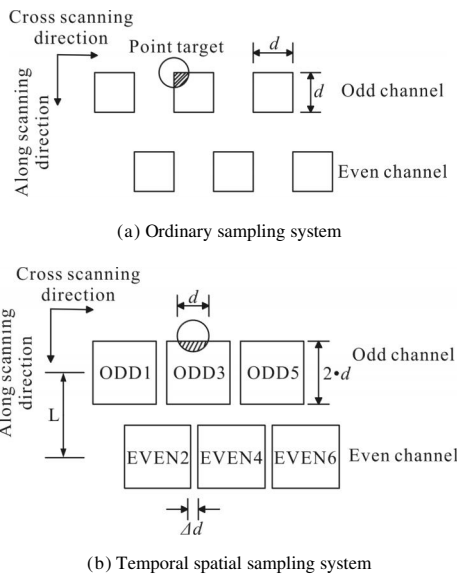 Cross scanning
direction
Point target
d
Along scanning
direction
d
Odd channel
Even channel
(a) Ordinary sampling system
Cross scanning
direction
d
Along scanning
direction
Odd channel
ODD1 ODD3 ODD5
2•d
L
EVEN2 EVEN4 EVEN6
Even channel
Δd
(b) Temporal spatial sampling system